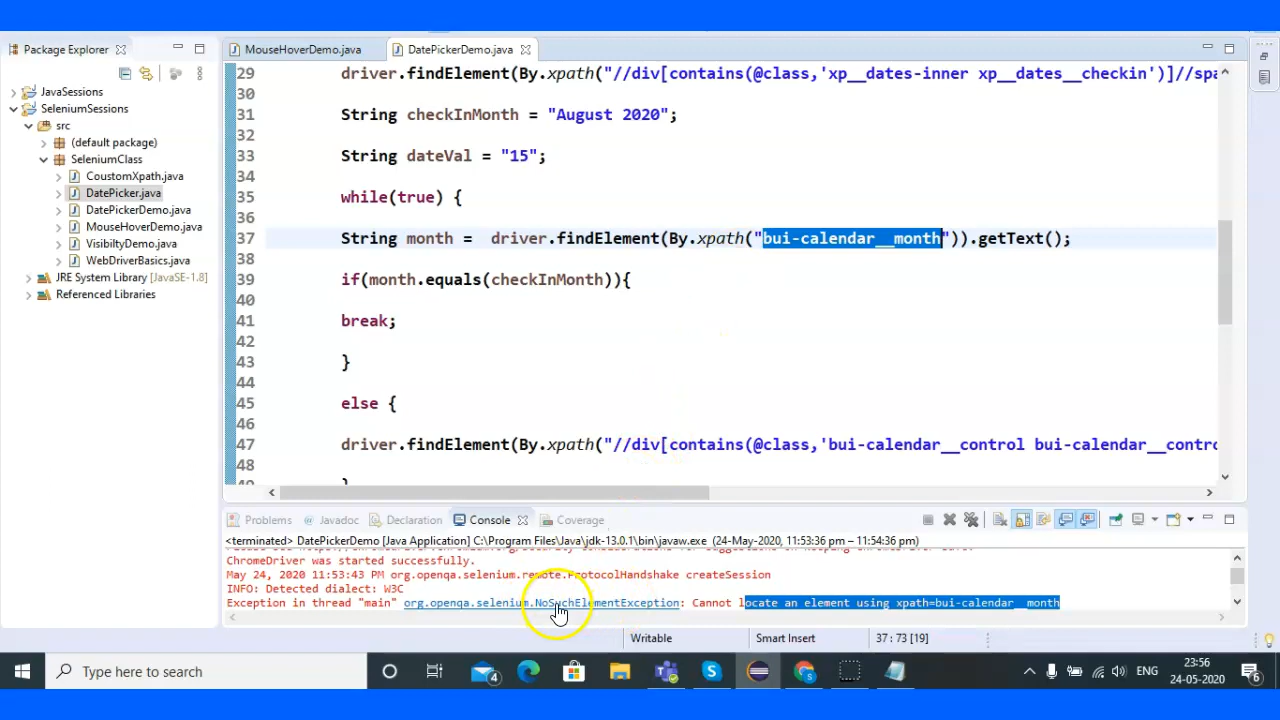 Package Explorer
MouseHoverDemo.java
DatePickerDemo.java
JavaSessions
SeleniumSessions
src
(default package)
SeleniumClass
CoustomXpath.java
DatePicker.java
DatePickerDemo.java
MouseHoverDemo.java
VisibiltyDemo.java
WebDriverBasics.java
JRE System Library [JavaSE-1.8]
Referenced Libraries
29 driver.findElement(By.xpath("//div[contains(@class,'xp__dates-inner xp__dates__checkin')]//spa
30
31 String checkInMonth = "August 2020";
32
33 String dateVal = "15";
34
35 while(true) {
36
37 String month = driver.findElement(By.xpath("bui-calendar__month")).getText();
38
39 if(month.equals(checkInMonth)){
40
41 break;
42
43 }
44
45 else {
46
47 driver.findElement(By.xpath("//div[contains(@class,'bui-calendar__control bui-calendar__contro
48
Problems Javadoc Declaration Console Coverage
<terminated> DatePickerDemo [Java Application] C:\Program Files\Java\jdk-13.0.1\bin\javaw.exe (24-May-2020, 11:53:36 pm – 11:54:36 pm)
ChromeDriver was started successfully.
May 24, 2020 11:53:43 PM org.openqa.selenium.remote.ProtocolHandshake createSession
INFO: Detected dialect: W3C
Exception in thread "main" org.openqa.selenium.NoSuchElementException: Cannot locate an element using xpath=bui-calendar__month
Writable
Smart Insert
37 : 73 [19]
Type here to search
4
ENG
23:56
24-05-2020
6